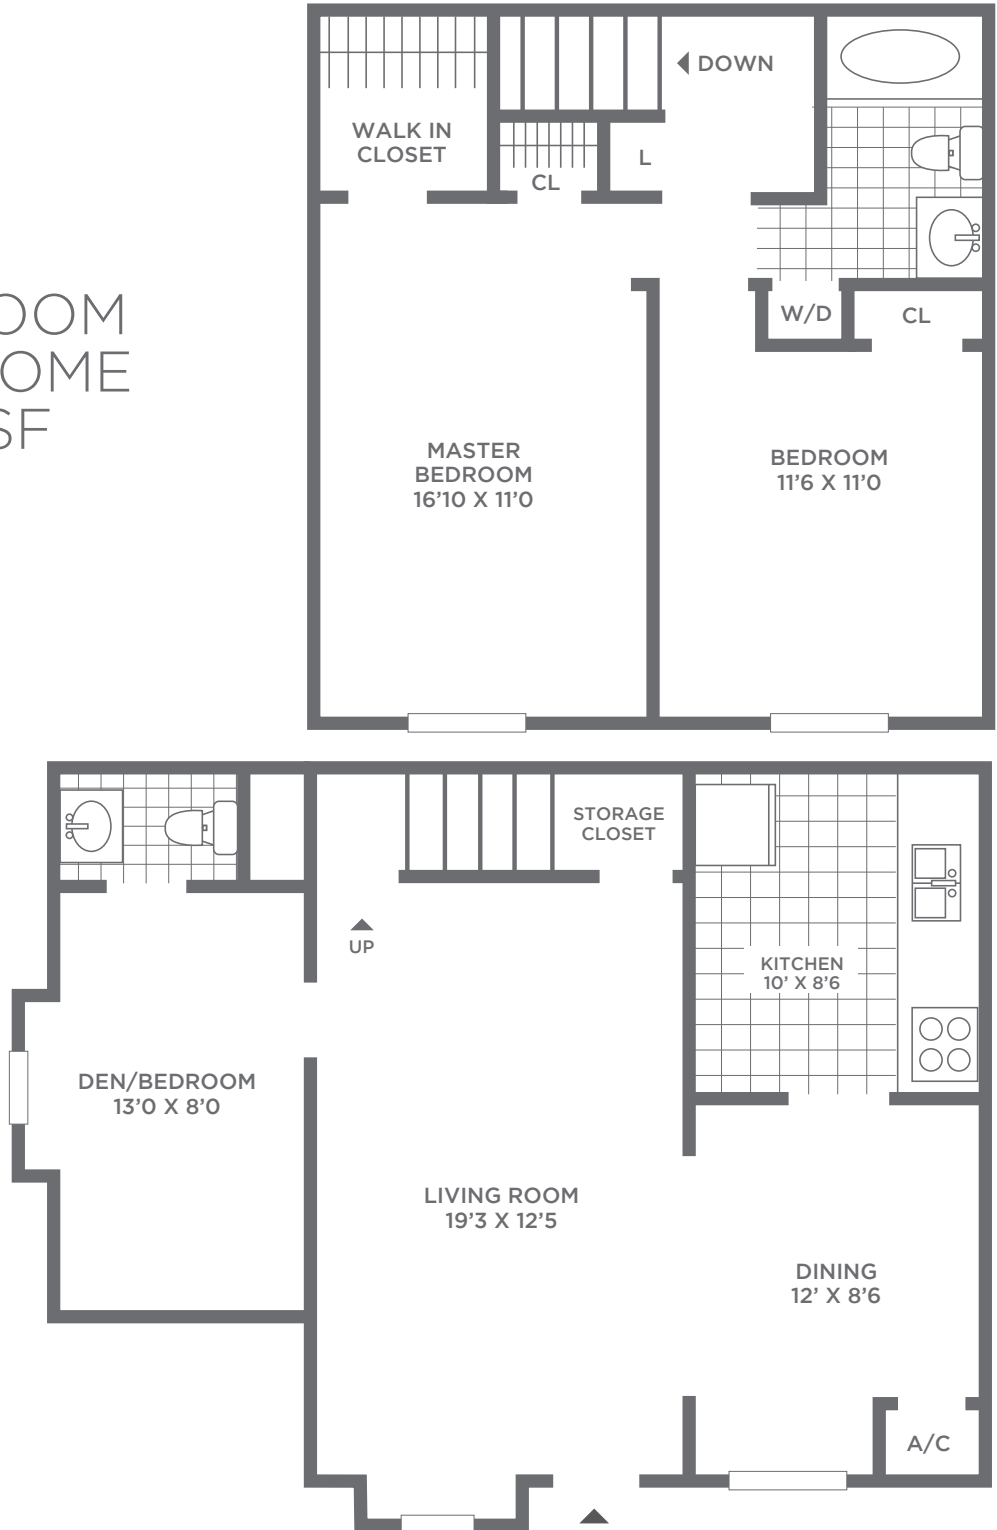 DOWN
WALK IN
CLOSET
L
CL
W/D
CL
OOM
OME
SF
MASTER
BEDROOM
16’10 X 11’0
BEDROOM
11’6 X 11’0
STORAGE
CLOSET
UP
KITCHEN
10’ X 8’6
DEN/BEDROOM
13’0 X 8’0
LIVING ROOM
19’3 X 12’5
DINING
12’ X 8’6
A/C